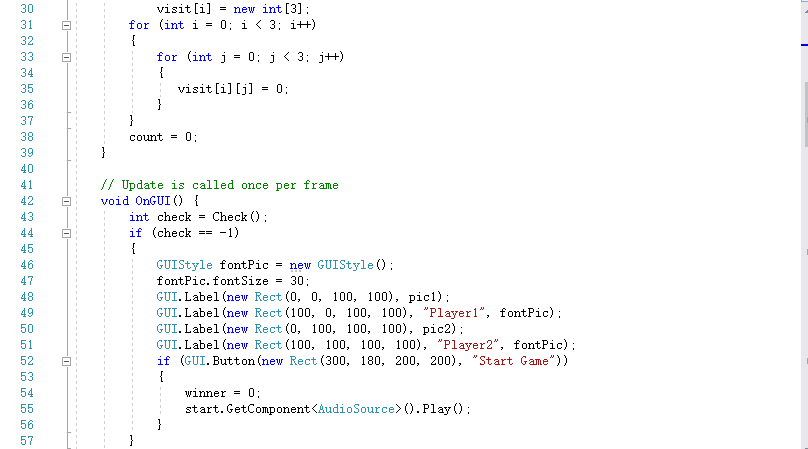 30 visit[i] = new int[3];
31 for (int i = 0; i < 3; i++)
32 {
33 for (int j = 0; j < 3; j++)
34 {
35 visit[i][j] = 0;
36 }
37 }
38 count = 0;
39 }
40
41 // Update is called once per frame
42 void OnGUI() {
43 int check = Check();
44 if (check == -1)
45 {
46 GUIStyle fontPic = new GUIStyle();
47 fontPic.fontSize = 30;
48 GUI.Label(new Rect(0, 0, 100, 100), pic1);
49 GUI.Label(new Rect(100, 0, 100, 100), "Player1", fontPic);
50 GUI.Label(new Rect(0, 100, 100, 100), pic2);
51 GUI.Label(new Rect(100, 100, 100, 100), "Player2", fontPic);
52 if (GUI.Button(new Rect(300, 180, 200, 200), "Start Game"))
53 {
54 winner = 0;
55 start.GetComponent<AudioSource>().Play();
56 }
57 }